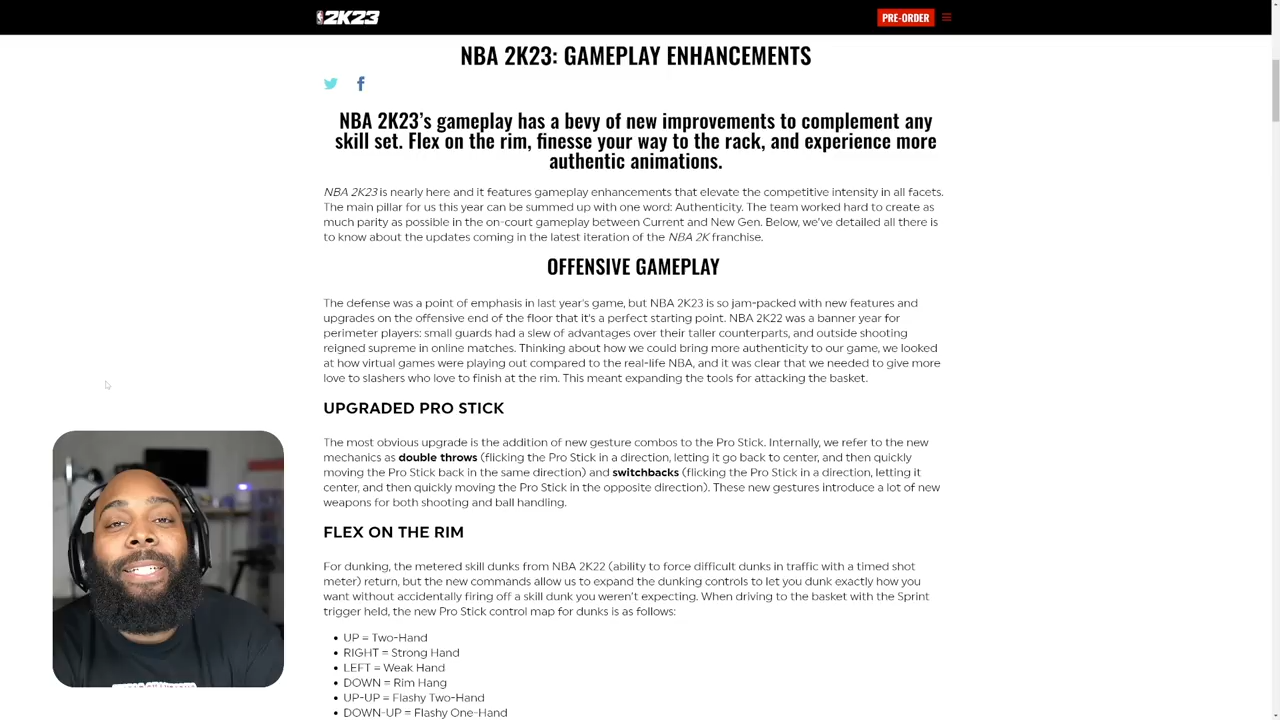 2K23
PRE-ORDER
NBA 2K23: GAMEPLAY ENHANCEMENTS
NBA 2K23’s gameplay has a bevy of new improvements to complement any
skill set. Flex on the rim, finesse your way to the rack, and experience more
authentic animations.
NBA 2K23 is nearly here and it features gameplay enhancements that elevate the competitive intensity in all facets.
The main pillar for us this year can be summed up with one word: Authenticity. The team worked hard to create as
much parity as possible in the on-court gameplay between Current and New Gen. Below, we’ve detailed all there is
to know about the updates coming in the latest iteration of the NBA 2K franchise.
OFFENSIVE GAMEPLAY
The defense was a point of emphasis in last year's game, but NBA 2K23 is so jam-packed with new features and
upgrades on the offensive end of the floor that it's a perfect starting point. NBA 2K22 was a banner year for
perimeter players: small guards had a slew of advantages over their taller counterparts, and outside shooting
reigned supreme in online matches. Thinking about how we could bring more authenticity to our game, we looked
at how virtual games were playing out compared to the real-life NBA, and it was clear that we needed to give more
love to slashers who love to finish at the rim. This meant expanding the tools for attacking the basket.
UPGRADED PRO STICK
The most obvious upgrade is the addition of new gesture combos to the Pro Stick. Internally, we refer to the new
mechanics as double throws (flicking the Pro Stick in a direction, letting it go back to center, and then quickly
moving the Pro Stick back in the same direction) and switchbacks (flicking the Pro Stick in a direction, letting it
center, and then quickly moving the Pro Stick in the opposite direction). These new gestures introduce a lot of new
weapons for both shooting and ball handling.
FLEX ON THE RIM
For dunking, the metered skill dunks from NBA 2K22 (ability to force difficult dunks in traffic with a timed shot
meter) return, but the new commands allow us to expand the dunking controls to let you dunk exactly how you
want without accidentally firing off a skill dunk you weren’t expecting. When driving to the basket with the Sprint
trigger held, the new Pro Stick control map for dunks is as follows:
• UP = Two-Hand
• RIGHT = Strong Hand
• LEFT = Weak Hand
• DOWN = Rim Hang
• UP-UP = Flashy Two-Hand
• DOWN-UP = Flashy One-Hand